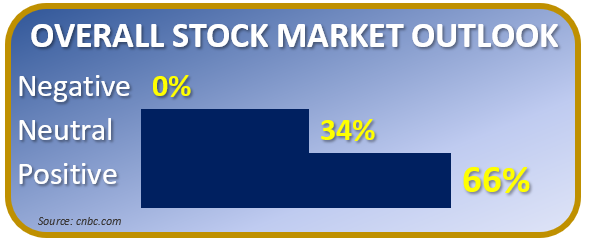 OVERALL STOCK MARKET OUTLOOK
Negative 0%
Neutral 34%
Positive 66%
Source: cnbc.com